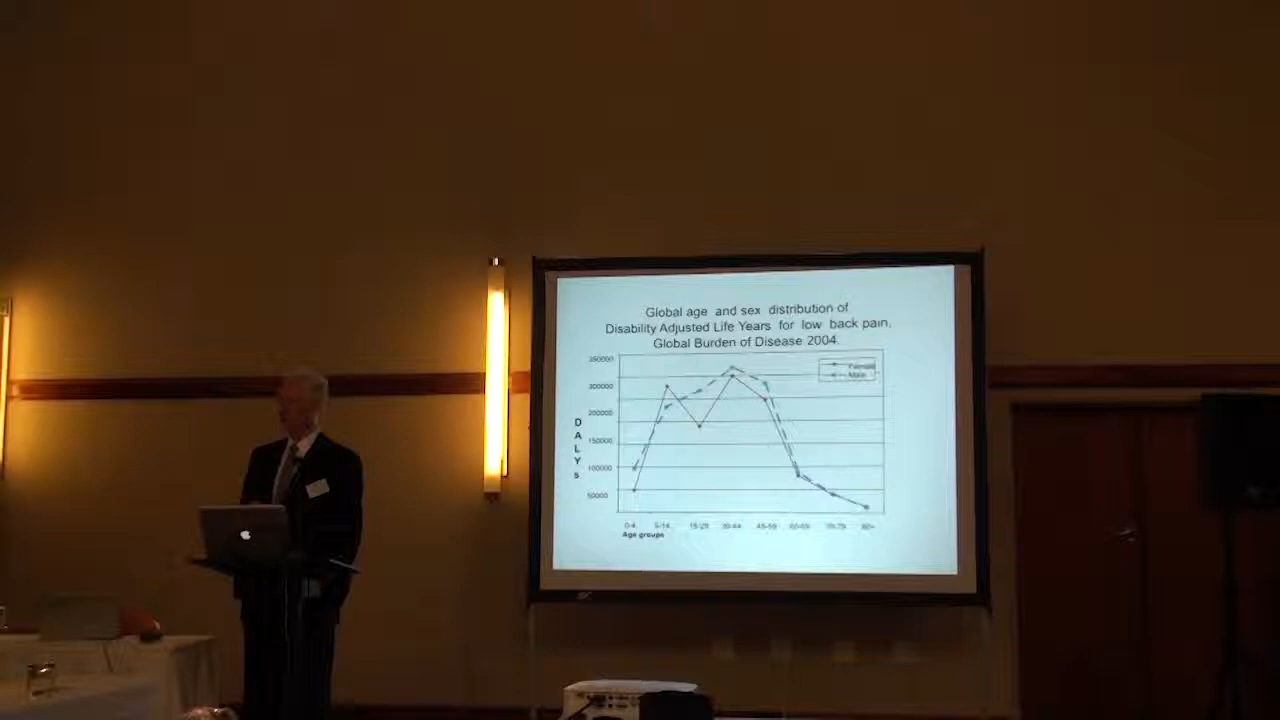 Global age and sex distribution of
Disability Adjusted Life Years for low back pain,
Global Burden of Disease 2004.
350000
300000
200000
150000
100000
50000
Female
Male
D
A
L
Y
s
0-4 5-14 15-29 30-44 45-59 60-69 70-79 80+
Age groups